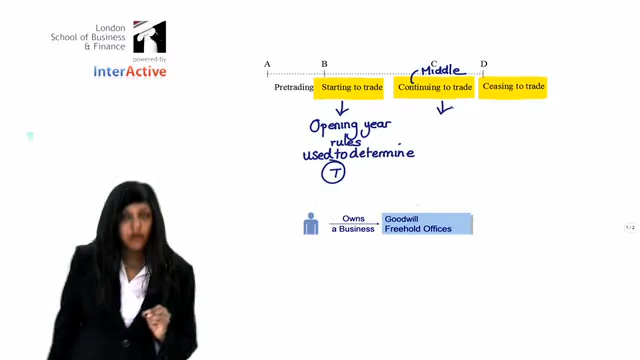 London
School of Business
& Finance
powered by
InterActive
A B C D
Middle
Pretrading Starting to trade Continuing to trade Ceasing to trade
Opening year
rules
used to determine
T
Owns
a Business
Goodwill
Freehold Offices
1/2